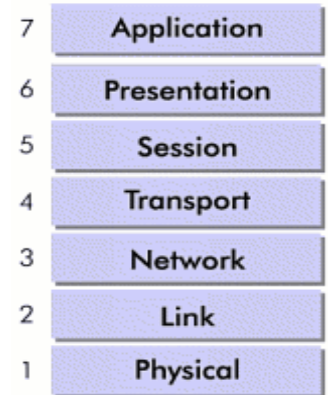 7 Application
6 Presentation
5 Session
4 Transport
3 Network
2 Link
1 Physical